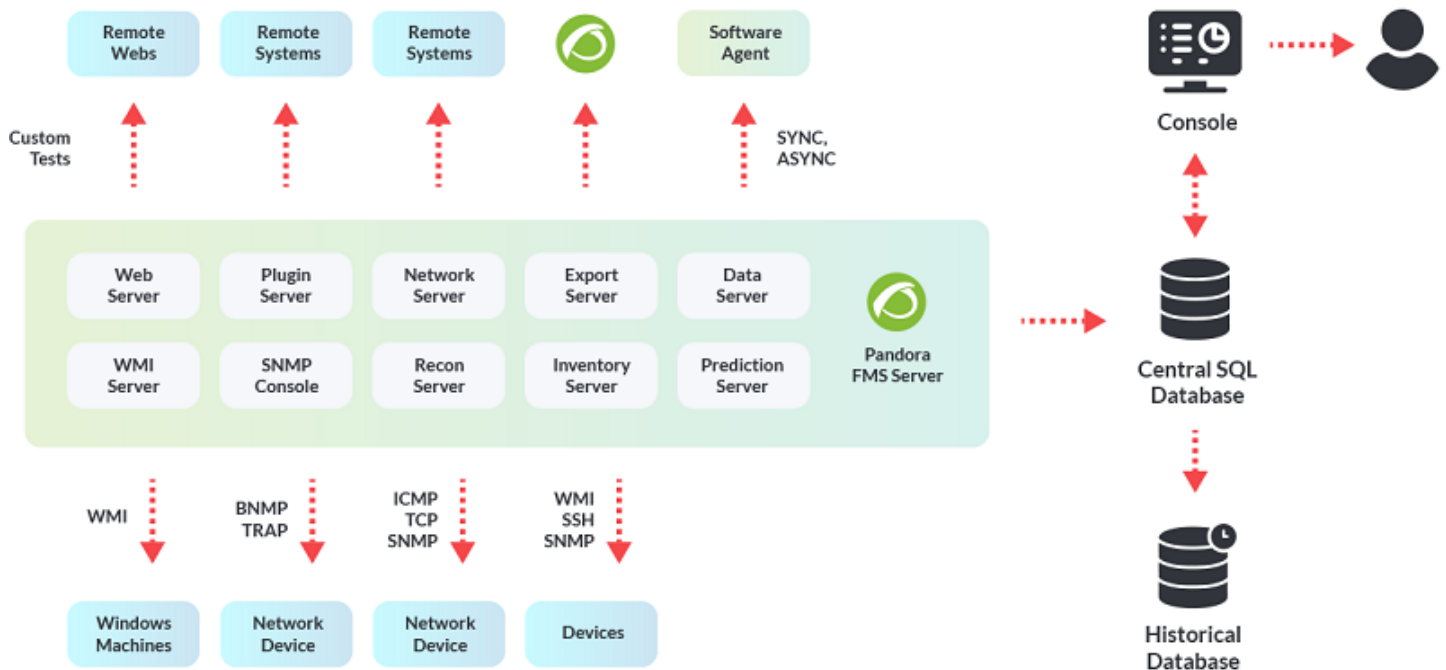 Remote
Webs
Remote
Systems
Remote
Systems
Software
Agent
Console
Custom
Tests
SYNC,
ASYNC
Web
Server
Plugin
Server
Network
Server
Export
Server
Data
Server
WMI
Server
SNMP
Console
Recon
Server
Inventory
Server
Prediction
Server
Pandora
FMS Server
Central SQL
Database
WMI
BNMP
TRAP
ICMP
TCP
SNMP
WMI
SSH
SNMP
Windows
Machines
Network
Device
Network
Device
Devices
Historical
Database